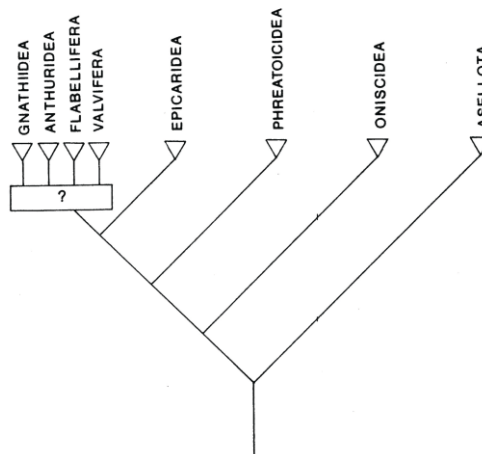 GNATHIIDEA
ANTHURIDEA
FLABELLIFERA
VALVIFERA
EPICARIDEA
PHREATOICIDEA
ONISCIDEA
ASELLOTA
?